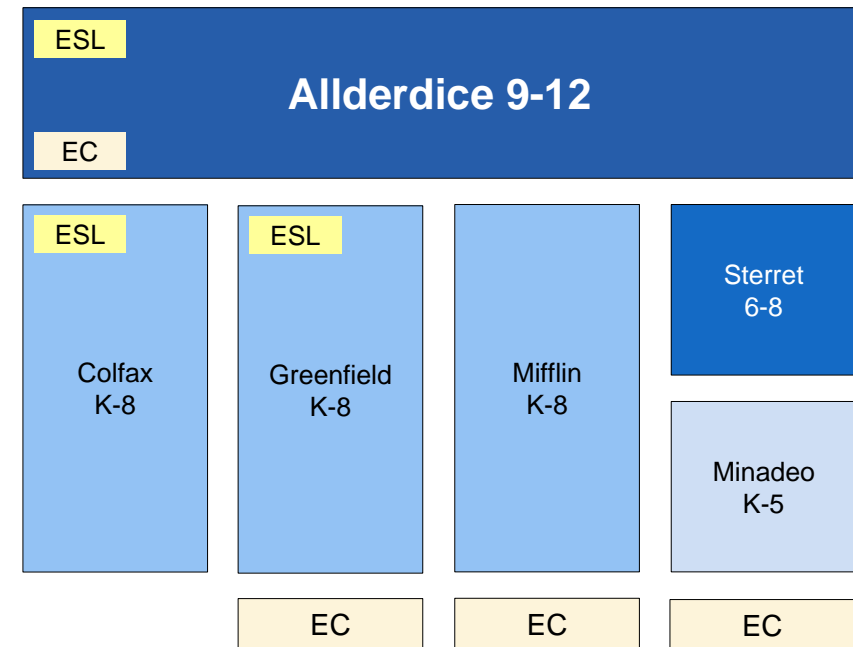 ESL
Allderdice 9-12
EC
ESL
Colfax
K-8
ESL
Greenfield
K-8
Mifflin
K-8
Sterret
6-8
Minadeo
K-5
EC
EC
EC